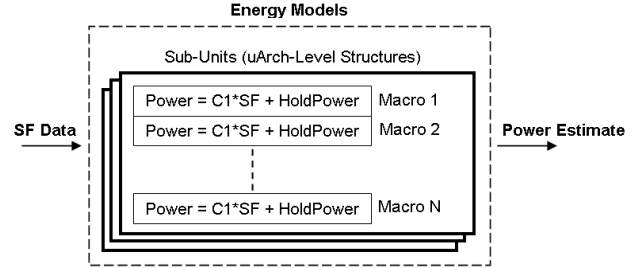 Energy Models
Sub-Units (uArch-Level Structures)
Power = C1*SF + HoldPower Macro 1
SF Data
Power = C1*SF + HoldPower Macro 2
Power Estimate
Power = C1*SF + HoldPower Macro N